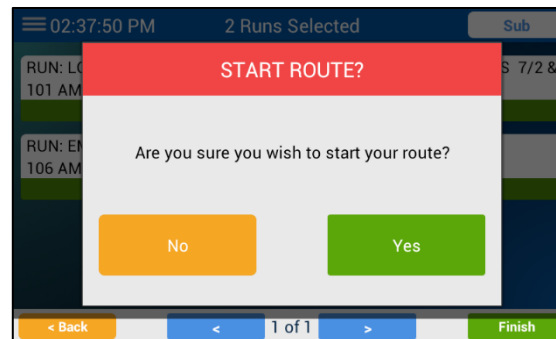 02:37:50 PM 2 Runs Selected Sub
START ROUTE?
RUN: LO
S 7/2 &
101 AM
Are you sure you wish to start your route?
RUN: EM
106 AM
No Yes
< Back < 1 of 1 > Finish